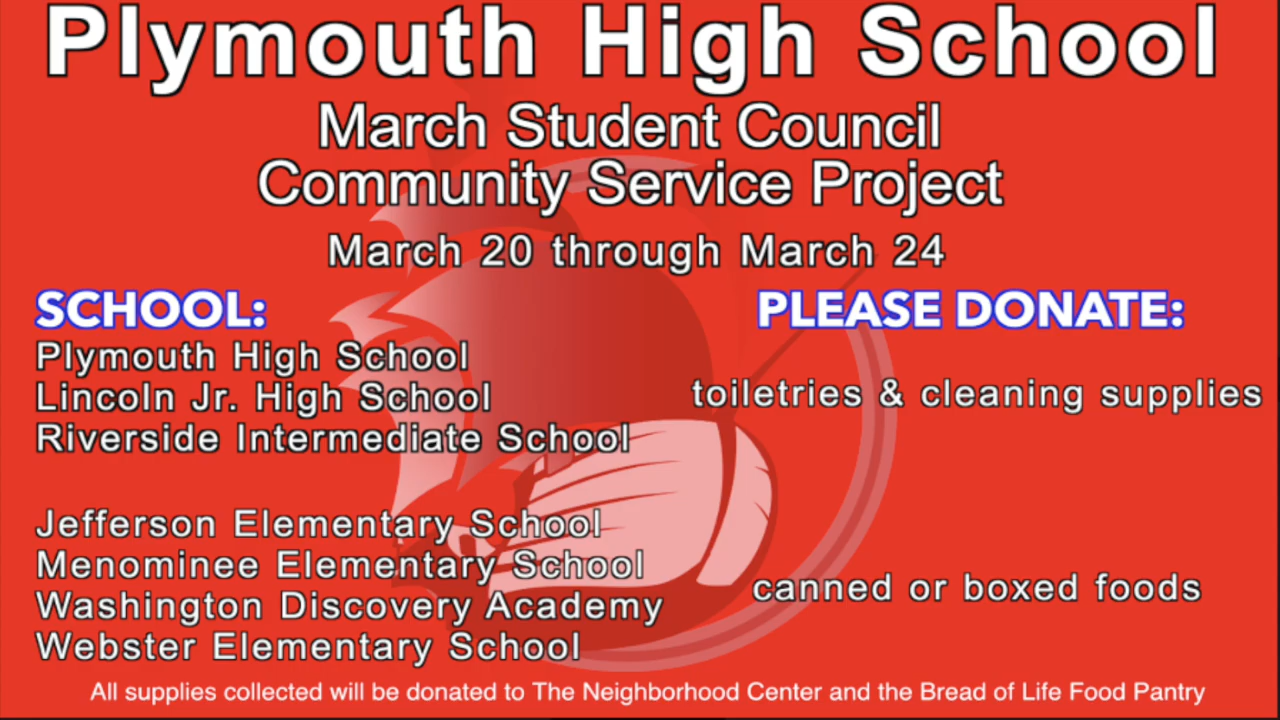 Plymouth High School
March Student Council
Community Service Project
March 20 through March 24
SCHOOL:
Plymouth High School
Lincoln Jr. High School
Riverside Intermediate School
Jefferson Elementary School
Menominee Elementary School
Washington Discovery Academy
Webster Elementary School
PLEASE DONATE:
toiletries & cleaning supplies
canned or boxed foods
All supplies collected will be donated to The Neighborhood Center and the Bread of Life Food Pantry